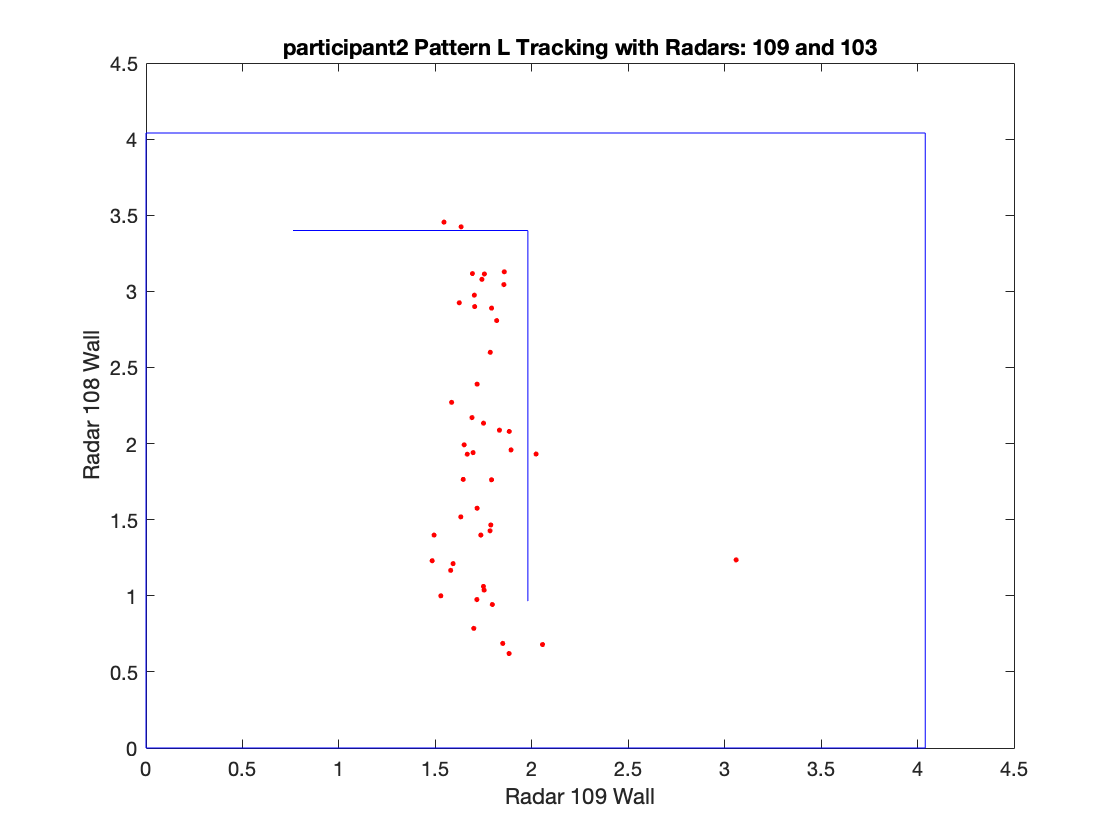 participant2 Pattern L Tracking with Radars: 109 and 103
4.5
4
3.5
3
2.5
2
1.5
1
0.5
0
Radar 108 Wall
0 0.5 1 1.5 2 2.5 3 3.5 4 4.5
Radar 109 Wall